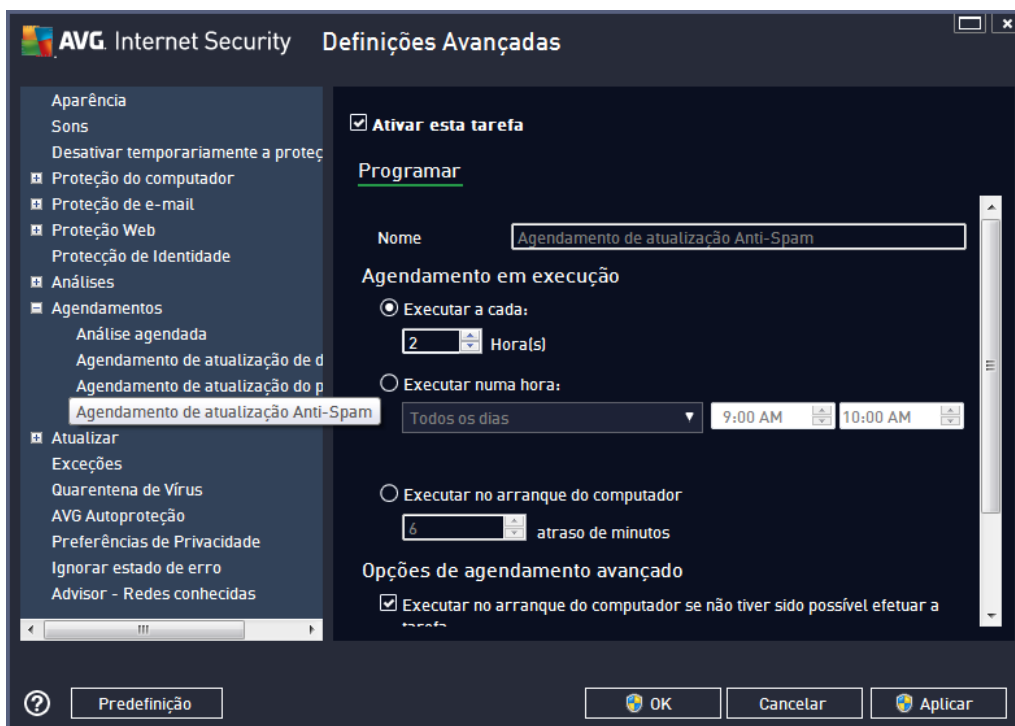 AVG. Internet Security Definições Avançadas
Aparência
Sons
Desativar temporariamente a proteç
Proteção do computador
Proteção de e-mail
Proteção Web
Protecção de Identidade
Análises
Agendamentos
Análise agendada
Agendamento de atualização de d
Agendamento de atualização do p
Agendamento de atualização Anti-Spam
Atualizar
Exceções
Quarentena de Vírus
AVG Autoproteção
Preferências de Privacidade
Ignorar estado de erro
Advisor - Redes conhecidas
Ativar esta tarefa
Programar
Nome Agendamento de atualização Anti-Spam
Agendamento em execução
Executar a cada:
2 Hora(s)
Executar numa hora:
Todos os dias 9:00 AM 10:00 AM
Executar no arranque do computador
6 atraso de minutos
Opções de agendamento avançado
Executar no arranque do computador se não tiver sido possível efetuar a
tarefa
? Predefinição OK Cancelar Aplicar